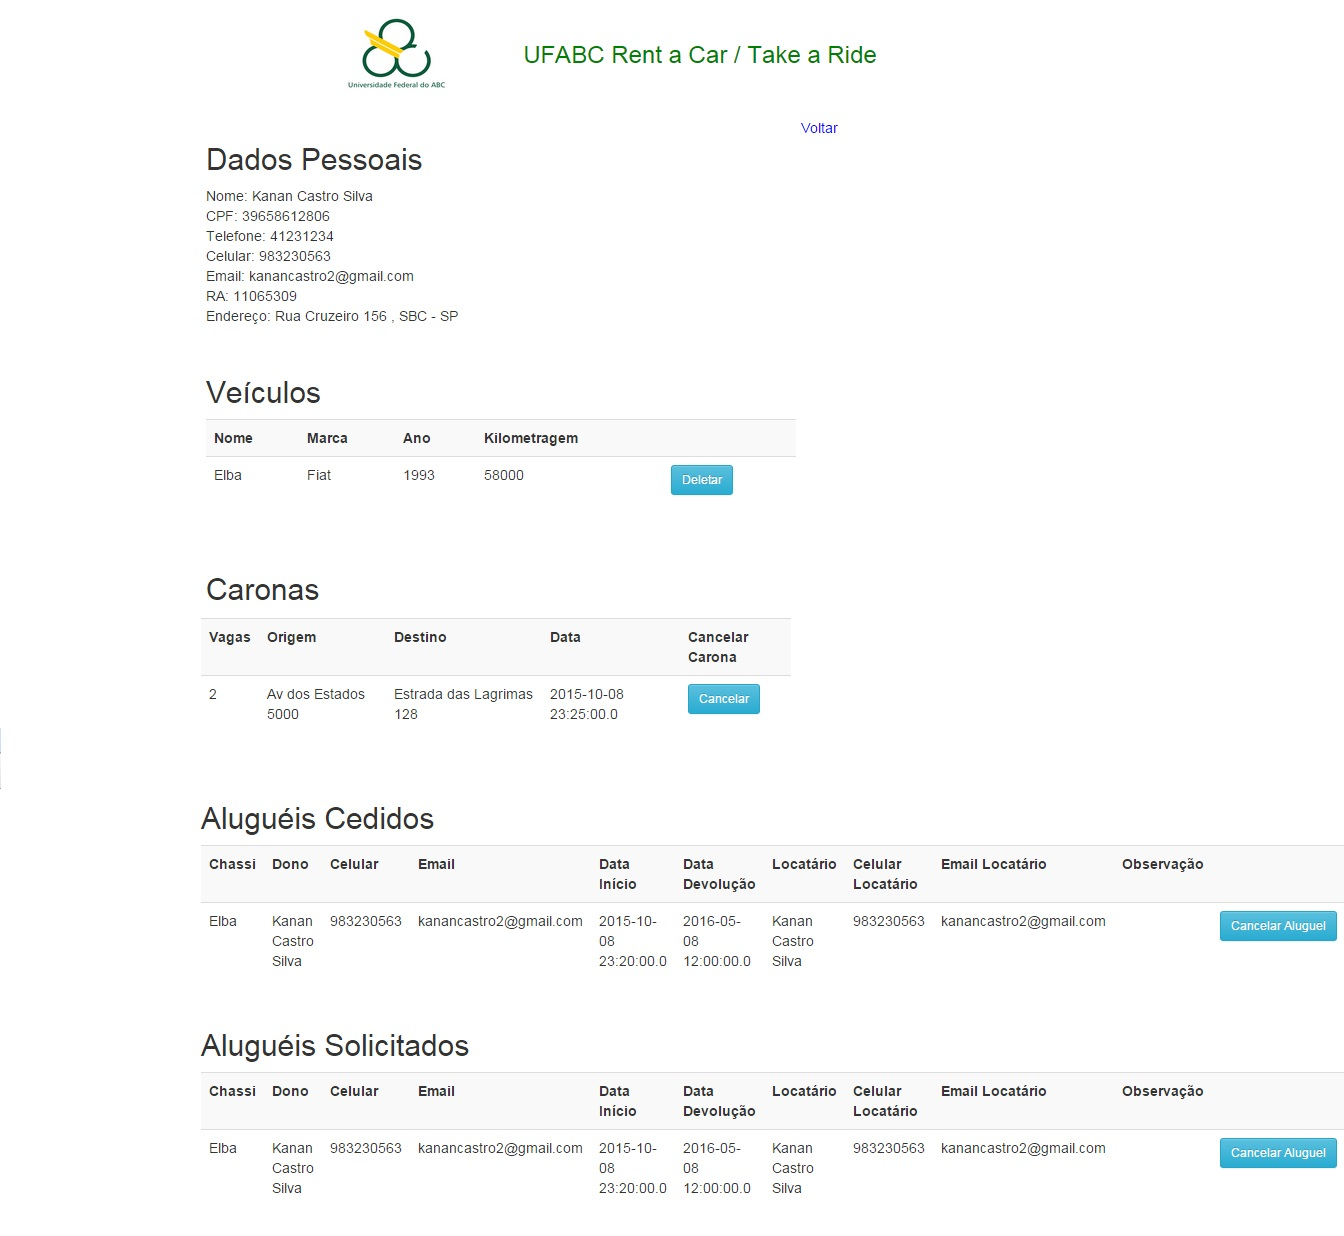 Universidade Federal do ABC
UFABC Rent a Car / Take a Ride
Voltar
Dados Pessoais
Nome: Kanan Castro Silva
CPF: 39658612806
Telefone: 41231234
Celular: 983230563
Email: kanancastro2@gmail.com
RA: 11065309
Endereço: Rua Cruzeiro 156 , SBC - SP
Veículos
Nome Marca Ano Kilometragem
Elba Fiat 1993 58000 Deletar
Caronas
Vagas Origem Destino Data Cancelar
Carona
2 Av dos Estados Estrada das Lagrimas 2015-10-08 Cancelar
5000 128 23:25:00.0
Aluguéis Cedidos
Chassi Dono Celular Email Data Data Locatário Celular Email Locatário Observação
Início Devolução Locatário
Elba Kanan 983230563 kanancastro2@gmail.com 2015-10- 2016-05- Kanan 983230563 kanancastro2@gmail.com Cancelar Aluguel
Castro 08 08 Castro
Silva 23:20:00.0 12:00:00.0 Silva
Aluguéis Solicitados
Chassi Dono Celular Email Data Data Locatário Celular Email Locatário Observação
Início Devolução Locatário
Elba Kanan 983230563 kanancastro2@gmail.com 2015-10- 2016-05- Kanan 983230563 kanancastro2@gmail.com Cancelar Aluguel
Castro 08 08 Castro
Silva 23:20:00.0 12:00:00.0 Silva